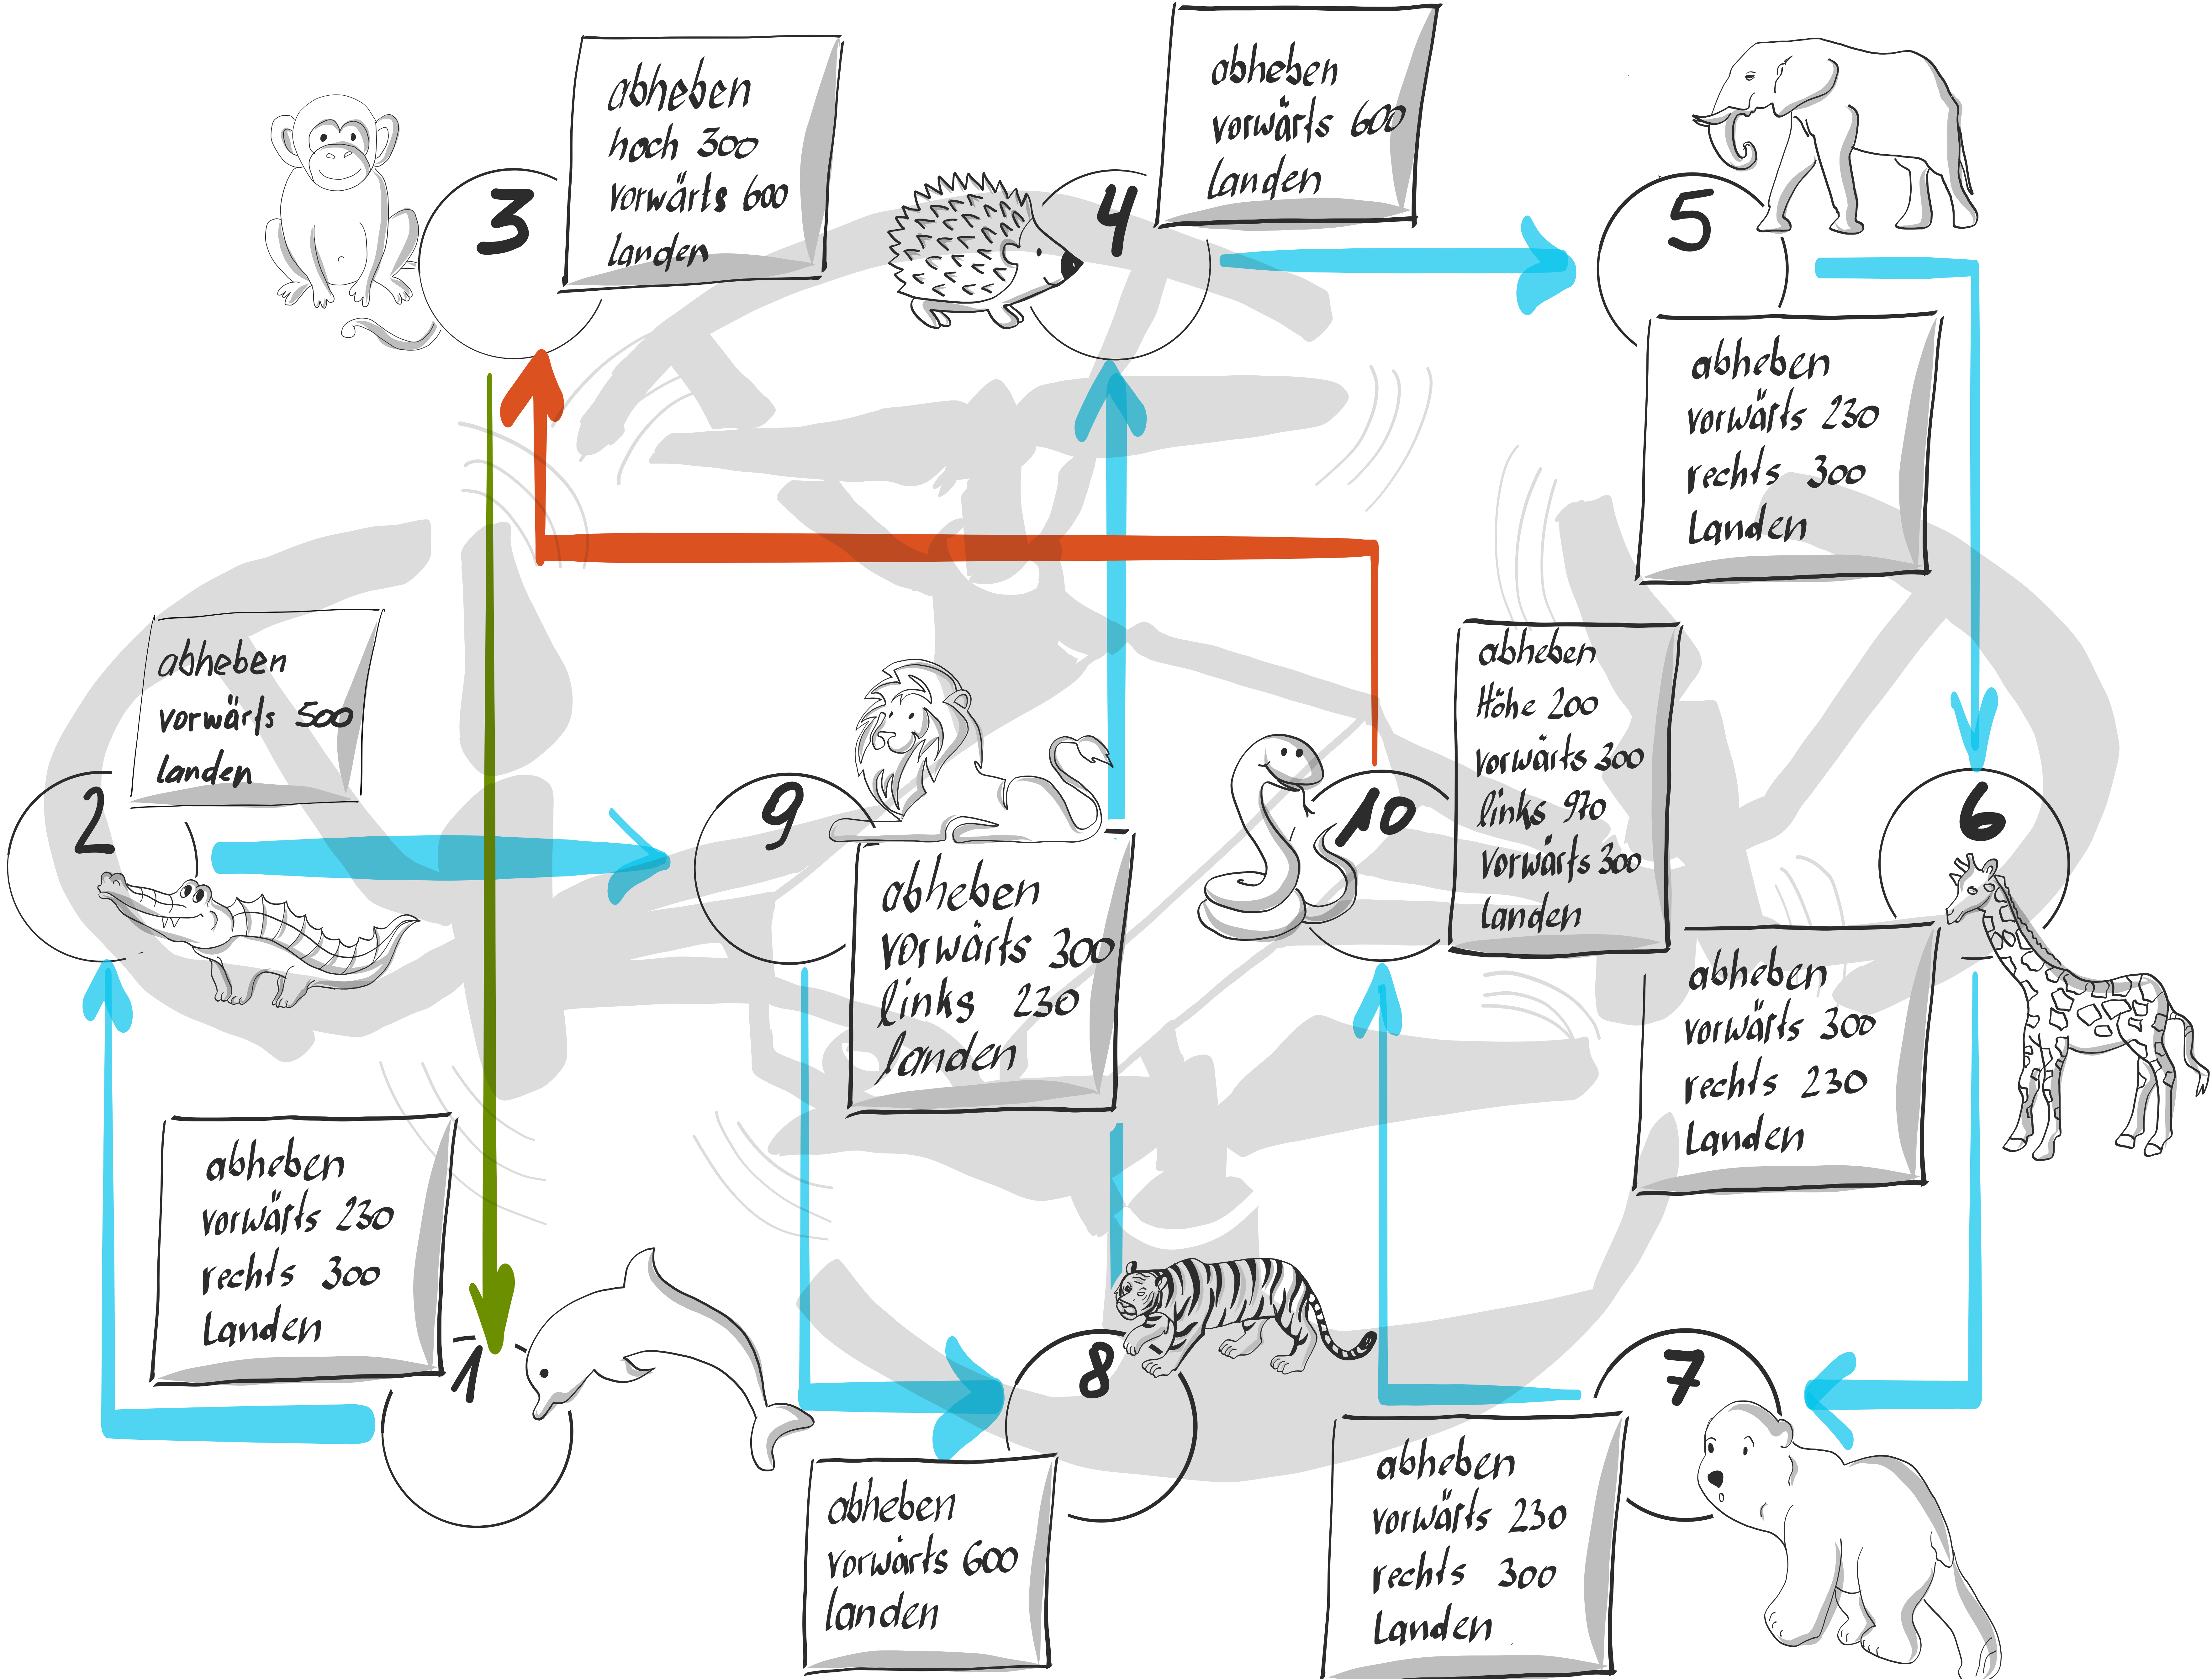 3
abheben
hoch 300
vorwärts 600
landen
4
abheben
vorwärts 600
landen
5
abheben
vorwärts 230
rechts 300
Landen
2
abheben
vorwärts 500
landen
9
abheben
vorwärts 300
links 230
landen
10
abheben
Höhe 200
vorwärts 300
links 970
vorwärts 300
landen
6
abheben
vorwärts 300
rechts 230
Landen
1
abheben
vorwärts 230
rechts 300
Landen
8
abheben
vorwärts 600
landen
7
abheben
vorwärts 230
rechts 300
Landen